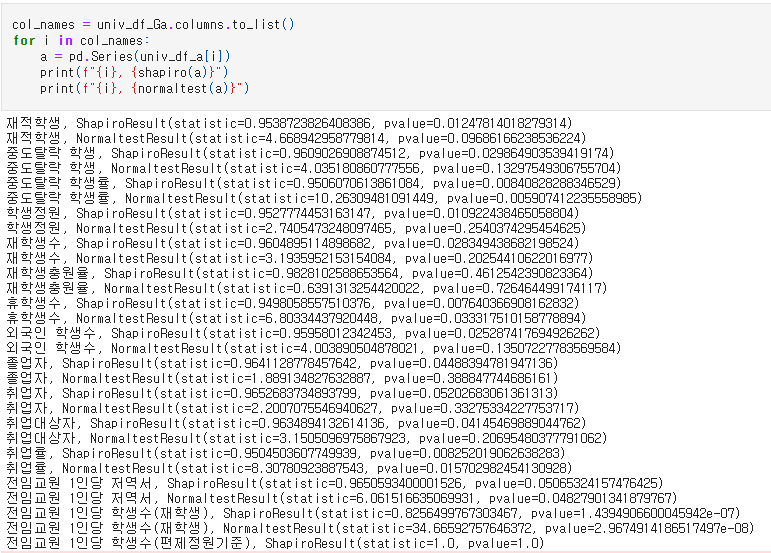 col_names = univ_df_Ga.columns.to_list()
for i in col_names:
    a = pd.Series(univ_df_a[i])
    print(f"{i}, {shapiro(a)}")
    print(f"{i}, {normaltest(a)}")
재적학생, ShapiroResult(statistic=0.9538723826408386, pvalue=0.01247814018279314)
재적학생, NormaltestResult(statistic=4.668942958779814, pvalue=0.09686166238536224)
중도탈락 학생, ShapiroResult(statistic=0.9609026908874512, pvalue=0.029864903539419174)
중도탈락 학생, NormaltestResult(statistic=4.035180860777556, pvalue=0.13297549306755704)
중도탈락 학생률, ShapiroResult(statistic=0.9506070613861084, pvalue=0.00840828288346529)
중도탈락 학생률, NormaltestResult(statistic=10.26309481091449, pvalue=0.005907412235558985)
학생정원, ShapiroResult(statistic=0.9527774453163147, pvalue=0.010922438465058804)
학생정원, NormaltestResult(statistic=2.7405473248097465, pvalue=0.2540374295454625)
재학생수, ShapiroResult(statistic=0.9604895114898682, pvalue=0.028349438682198524)
재학생수, NormaltestResult(statistic=3.1935952153154084, pvalue=0.2025441062201 6977)
재학생충원율, ShapiroResult(statistic=0.9828102588653564, pvalue=0.4612542390823364)
재학생충원율, NormaltestResult(statistic=0.6391313254420022, pvalue=0.726464499174117)
휴학생수, ShapiroResult(statistic=0.9498058557510376, pvalue=0.007640366908162832)
휴학생수, NormaltestResult(statistic=6.80334437920448, pvalue=0.033317510158778894)
외국인 학생수, ShapiroResult(statistic=0.95958012342453, pvalue=0.025287417694926262)
외국인 학생수, NormaltestResult(statistic=4.003890504878021, pvalue=0.13507227783569584)
졸업자, ShapiroResult(statistic=0.9641128778457642, pvalue=0.04488394781947136)
졸업자, NormaltestResult(statistic=1.889134827632887, pvalue=0.388847744686161)
취업자, ShapiroResult(statistic=0.9652683734893799, pvalue=0.05202683061361313)
취업자, NormaltestResult(statistic=2.2007075546940627, pvalue=0.33275334227753717)
취업대상자, ShapiroResult(statistic=0.9634894132614136, pvalue=0.04145469889044762)
취업대상자, NormaltestResult(statistic=3.1505096975867923, pvalue=0.20695480377791062)
취업률, ShapiroResult(statistic=0.9504503607749939, pvalue=0.008252019062638283)
취업률, NormaltestResult(statistic=8.30780923887543, pvalue=0.015702982454130928)
전임교원 1인당 저역서, ShapiroResult(statistic=0.9650593400001526, pvalue=0.05065324157476425)
전임교원 1인당 저역서, NormaltestResult(statistic=6.061516635069931, pvalue=0.04827901341879767)
전임교원 1인당 학생수(재학생), ShapiroResult(statistic=0.8256499767303467, pvalue=1.4394906600045942e-07)
전임교원 1인당 학생수(재학생), NormaltestResult(statistic=34.66592757646372, pvalue=2.9674914186517497e-08)
전임교원 1인당 학생수(편제정원기준), ShapiroResult(statistic=1.0, pvalue=1.0)